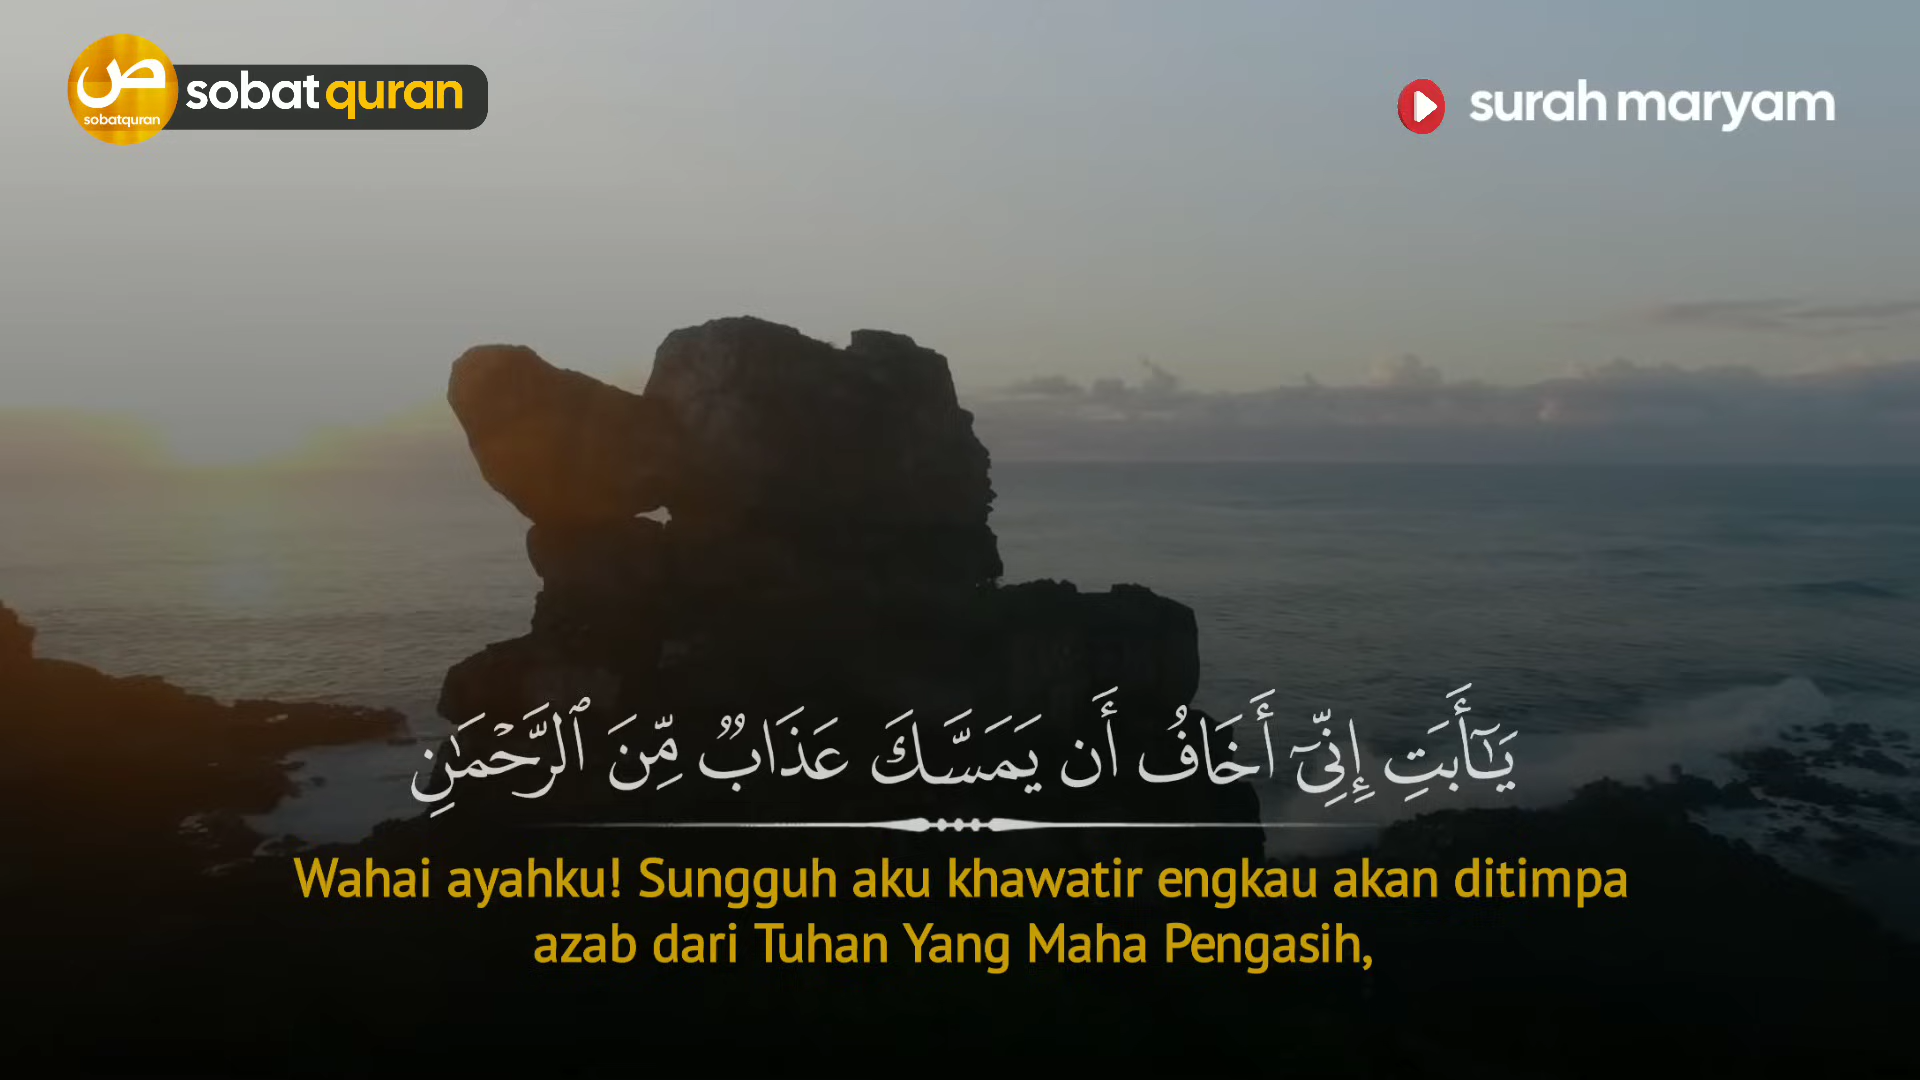 ص
sobatquran
sobat quran
surah maryam
يَـٰٓأَبَتِ إِنِّىٓ أَخَافُ أَن يَمَسَّكَ عَذَابٌ مِّنَ ٱلرَّحْمَـٰنِ
Wahai ayahku! Sungguh aku khawatir engkau akan ditimpa
azab dari Tuhan Yang Maha Pengasih,